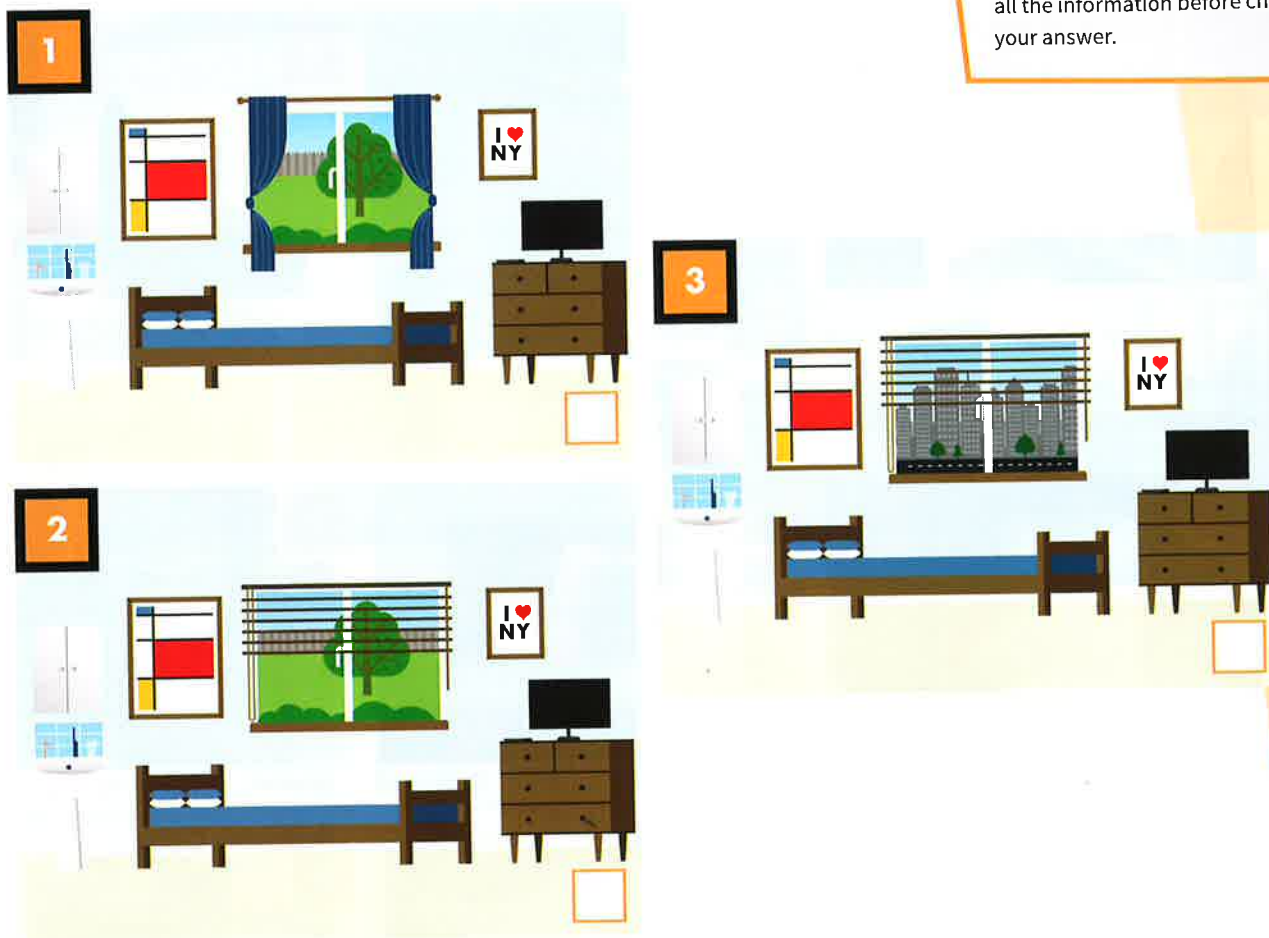 all the information before ch
your answer.
1
I ♥
NY
3
I ♥
NY
2
I ♥
NY